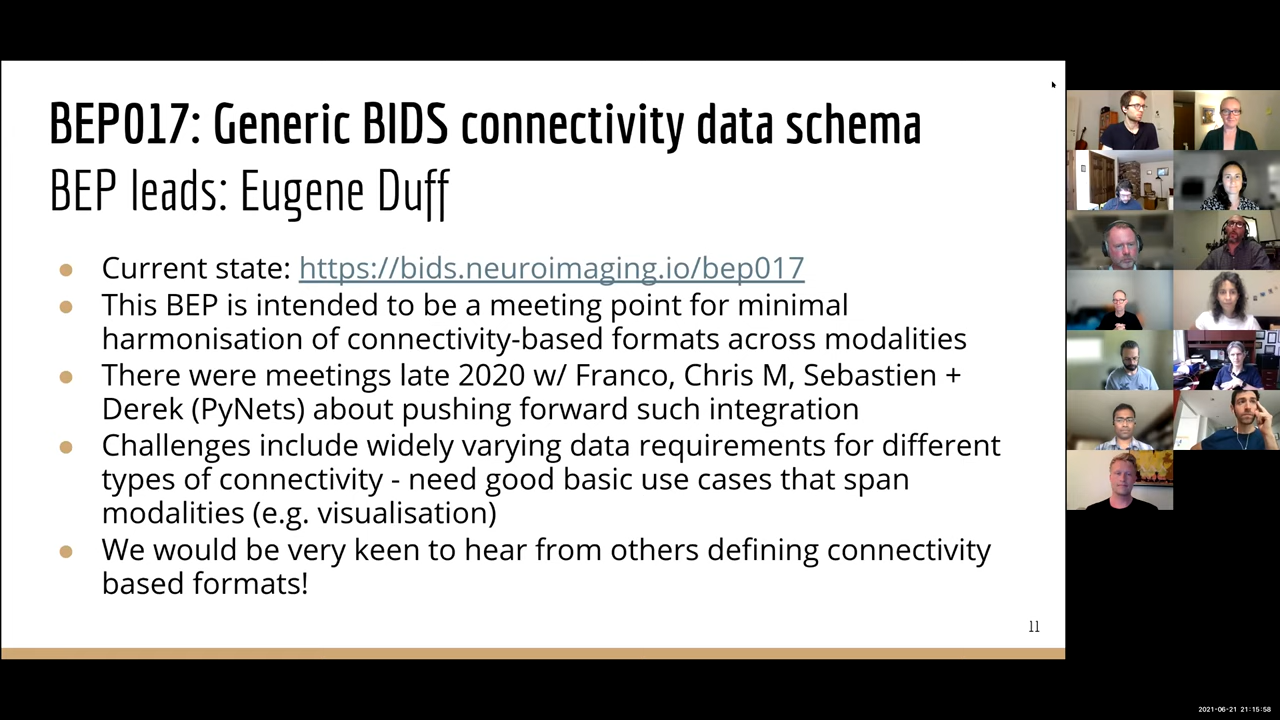 BEP017: Generic BIDS connectivity data schema
BEP leads: Eugene Duff
● Current state: https://bids.neuroimaging.io/bep017
● This BEP is intended to be a meeting point for minimal
harmonisation of connectivity-based formats across modalities
● There were meetings late 2020 w/ Franco, Chris M, Sebastien +
Derek (PyNets) about pushing forward such integration
● Challenges include widely varying data requirements for different
types of connectivity - need good basic use cases that span
modalities (e.g. visualisation)
● We would be very keen to hear from others defining connectivity
based formats!
11
2021-06-21 21:15:58